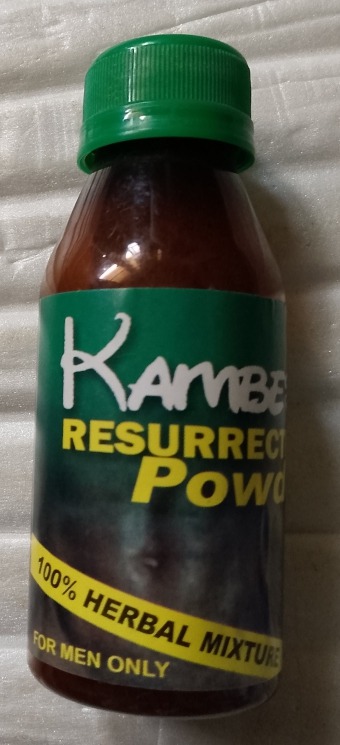 KAMBE
RESURRECT
Powd
100% HERBAL MIXTURE
FOR MEN ONLY